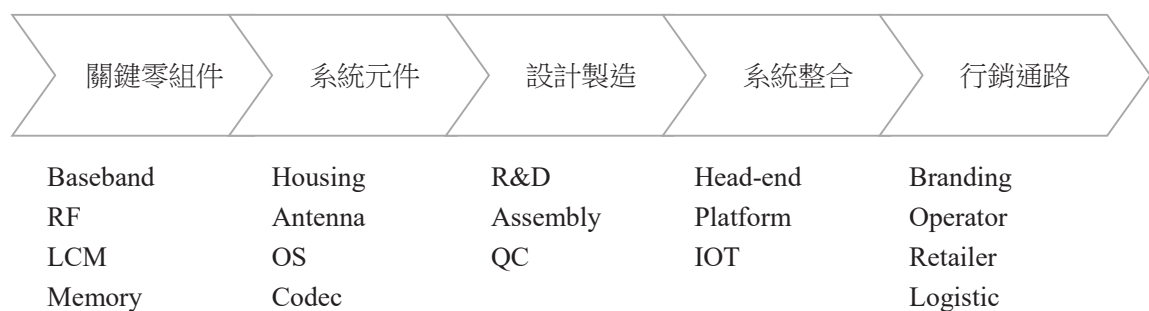 關鍵零組件 系統元件 設計製造 系統整合 行銷通路
Baseband Housing R&D Head-end Branding
RF Antenna Assembly Platform Operator
LCM OS QC IOT Retailer
Memory Codec Logistic